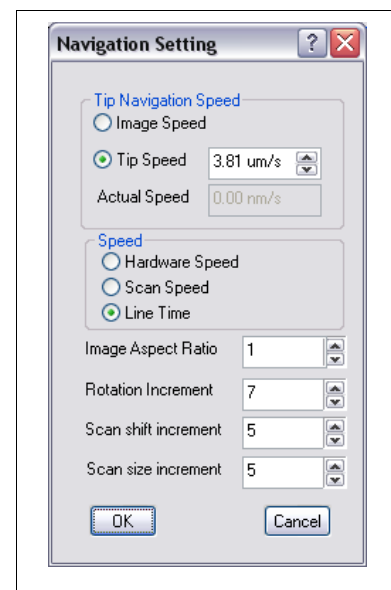 Navigation Setting
Tip Navigation Speed
Image Speed
Tip Speed 3.81 um/s
Actual Speed 0.00 nm/s
Speed
Hardware Speed
Scan Speed
Line Time
Image Aspect Ratio 1
Rotation Increment 7
Scan shift increment 5
Scan size increment 5
OK Cancel